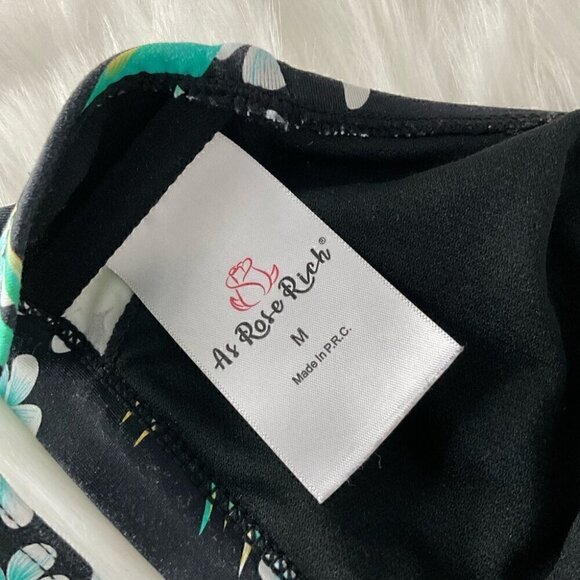 As Rose Rich®
M
Made in P.R.C.